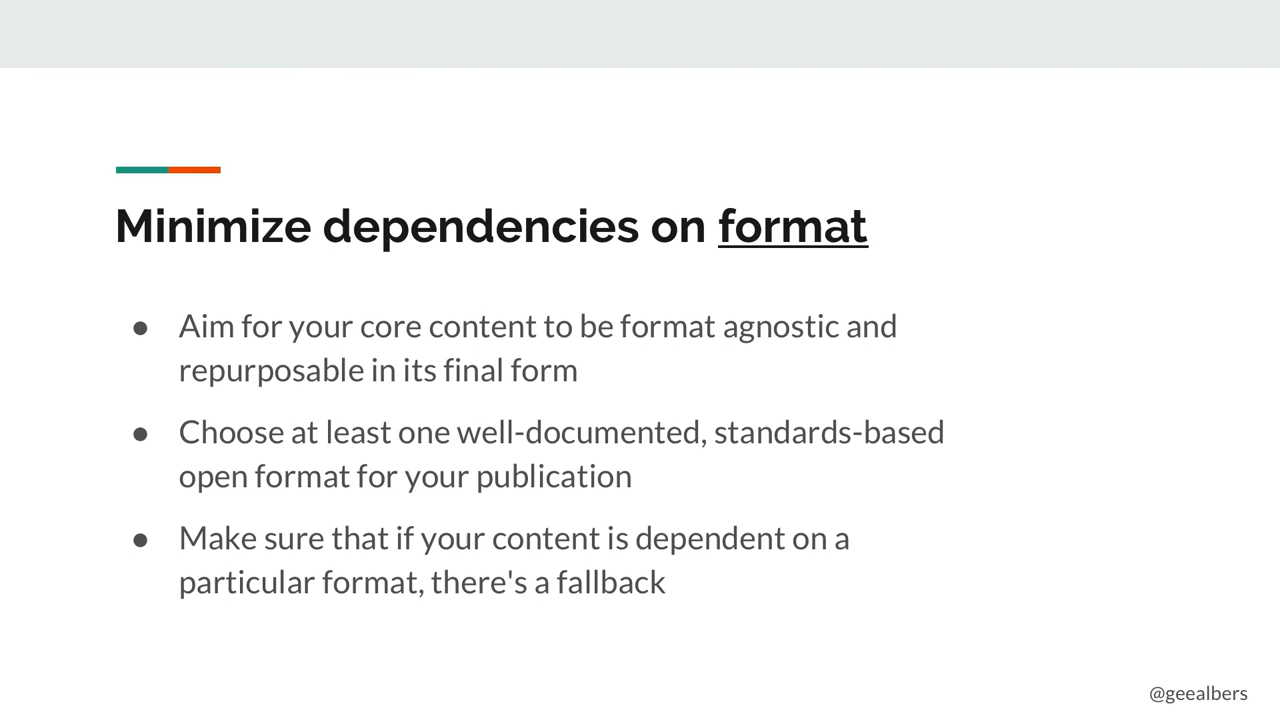 Minimize dependencies on format
● Aim for your core content to be format agnostic and
repurposable in its final form
● Choose at least one well-documented, standards-based
open format for your publication
● Make sure that if your content is dependent on a
particular format, there's a fallback
@geealbers